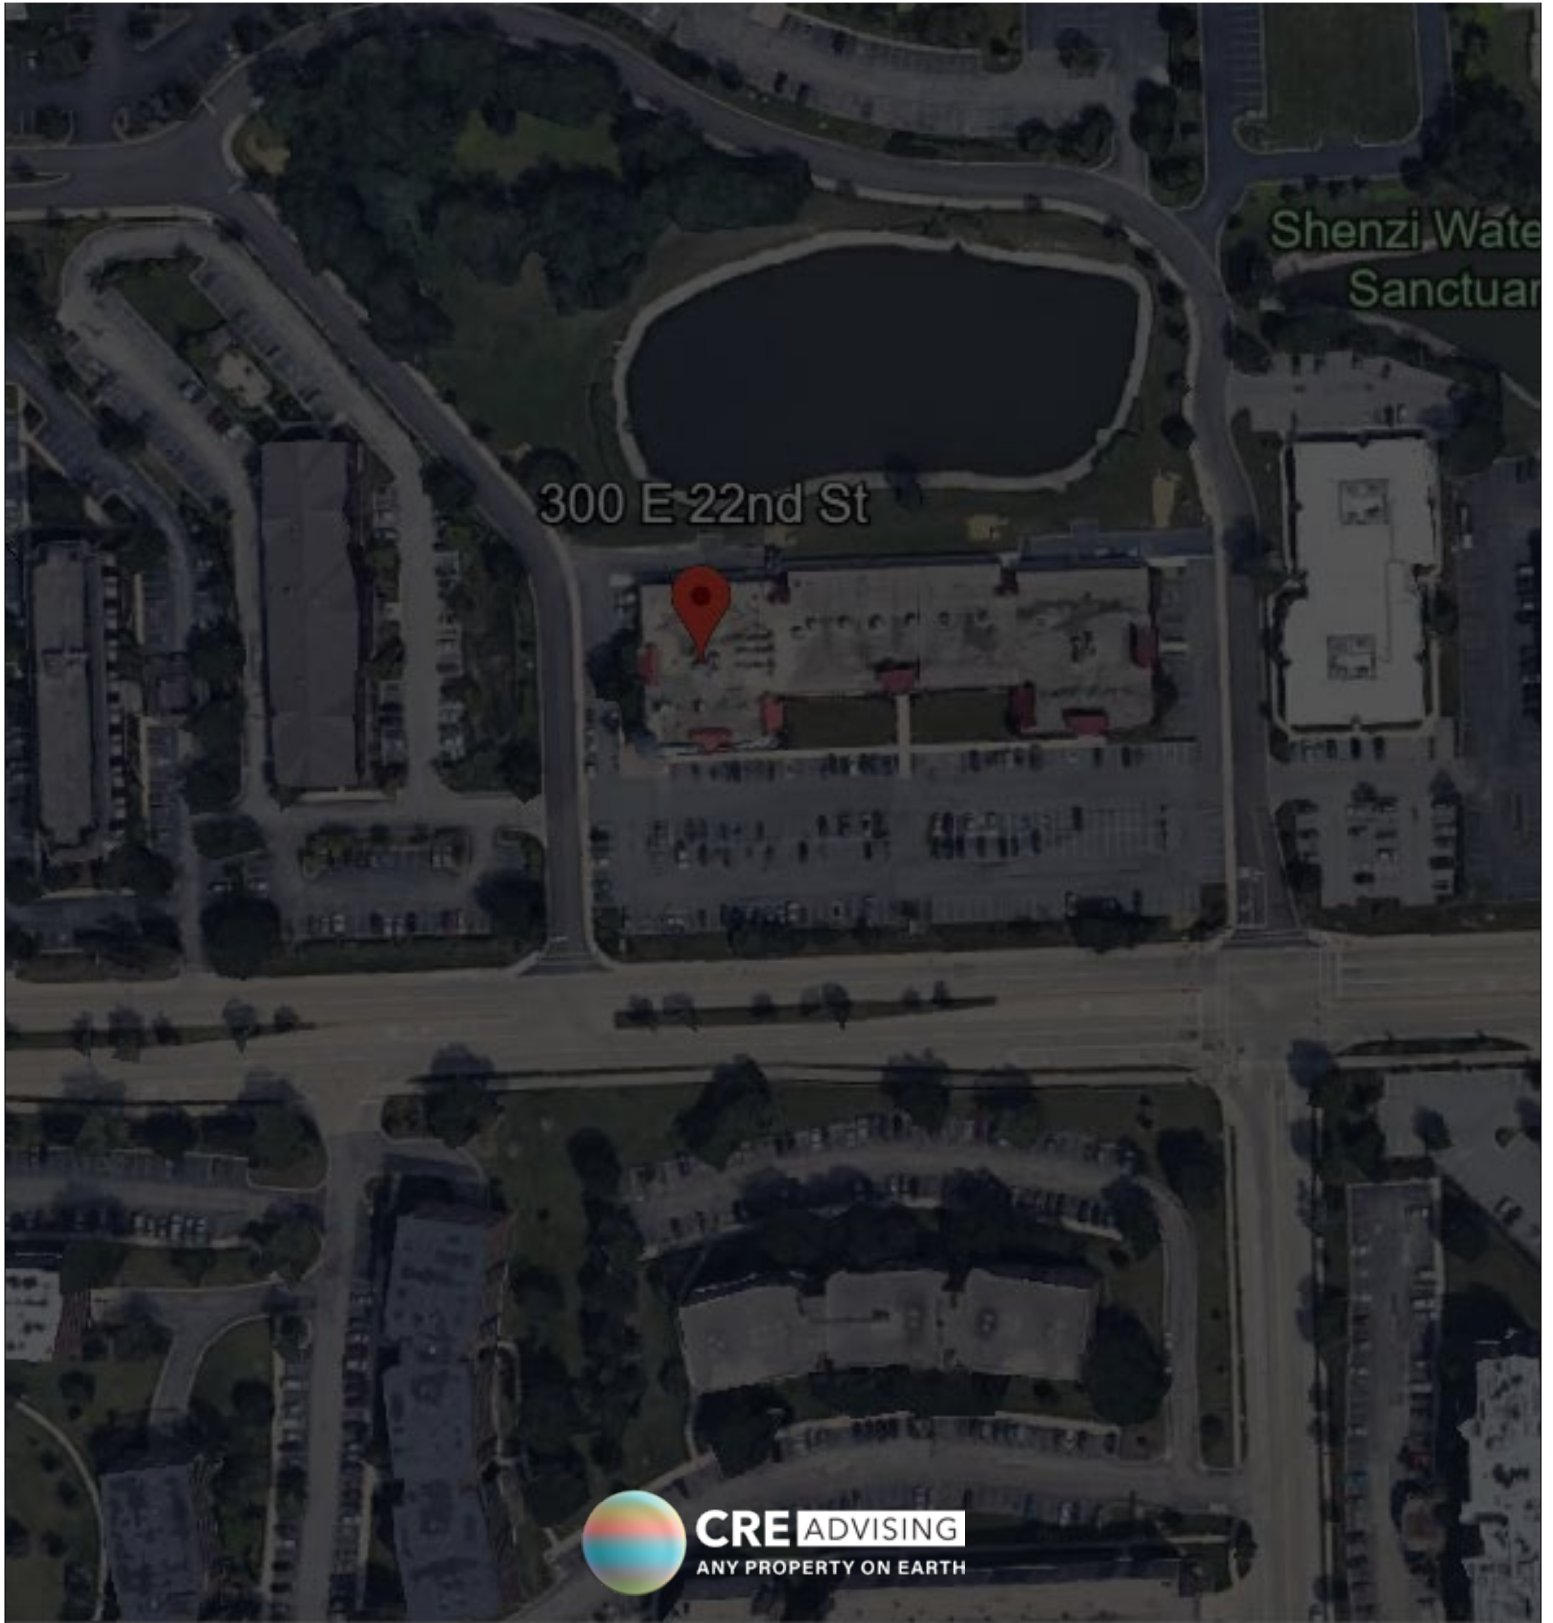 Shenzi Wate
Sanctuar
300 E 22nd St
CRE ADVISING
ANY PROPERTY ON EARTH